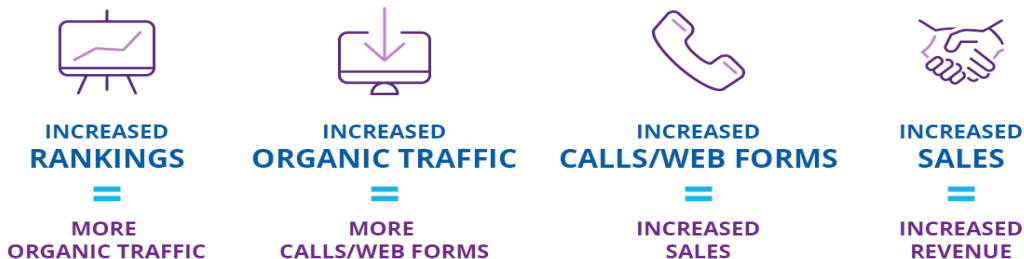 INCREASED
RANKINGS
=
MORE
ORGANIC TRAFFIC
INCREASED
ORGANIC TRAFFIC
=
MORE
CALLS/WEB FORMS
INCREASED
CALLS/WEB FORMS
=
INCREASED
SALES
INCREASED
SALES
=
INCREASED
REVENUE